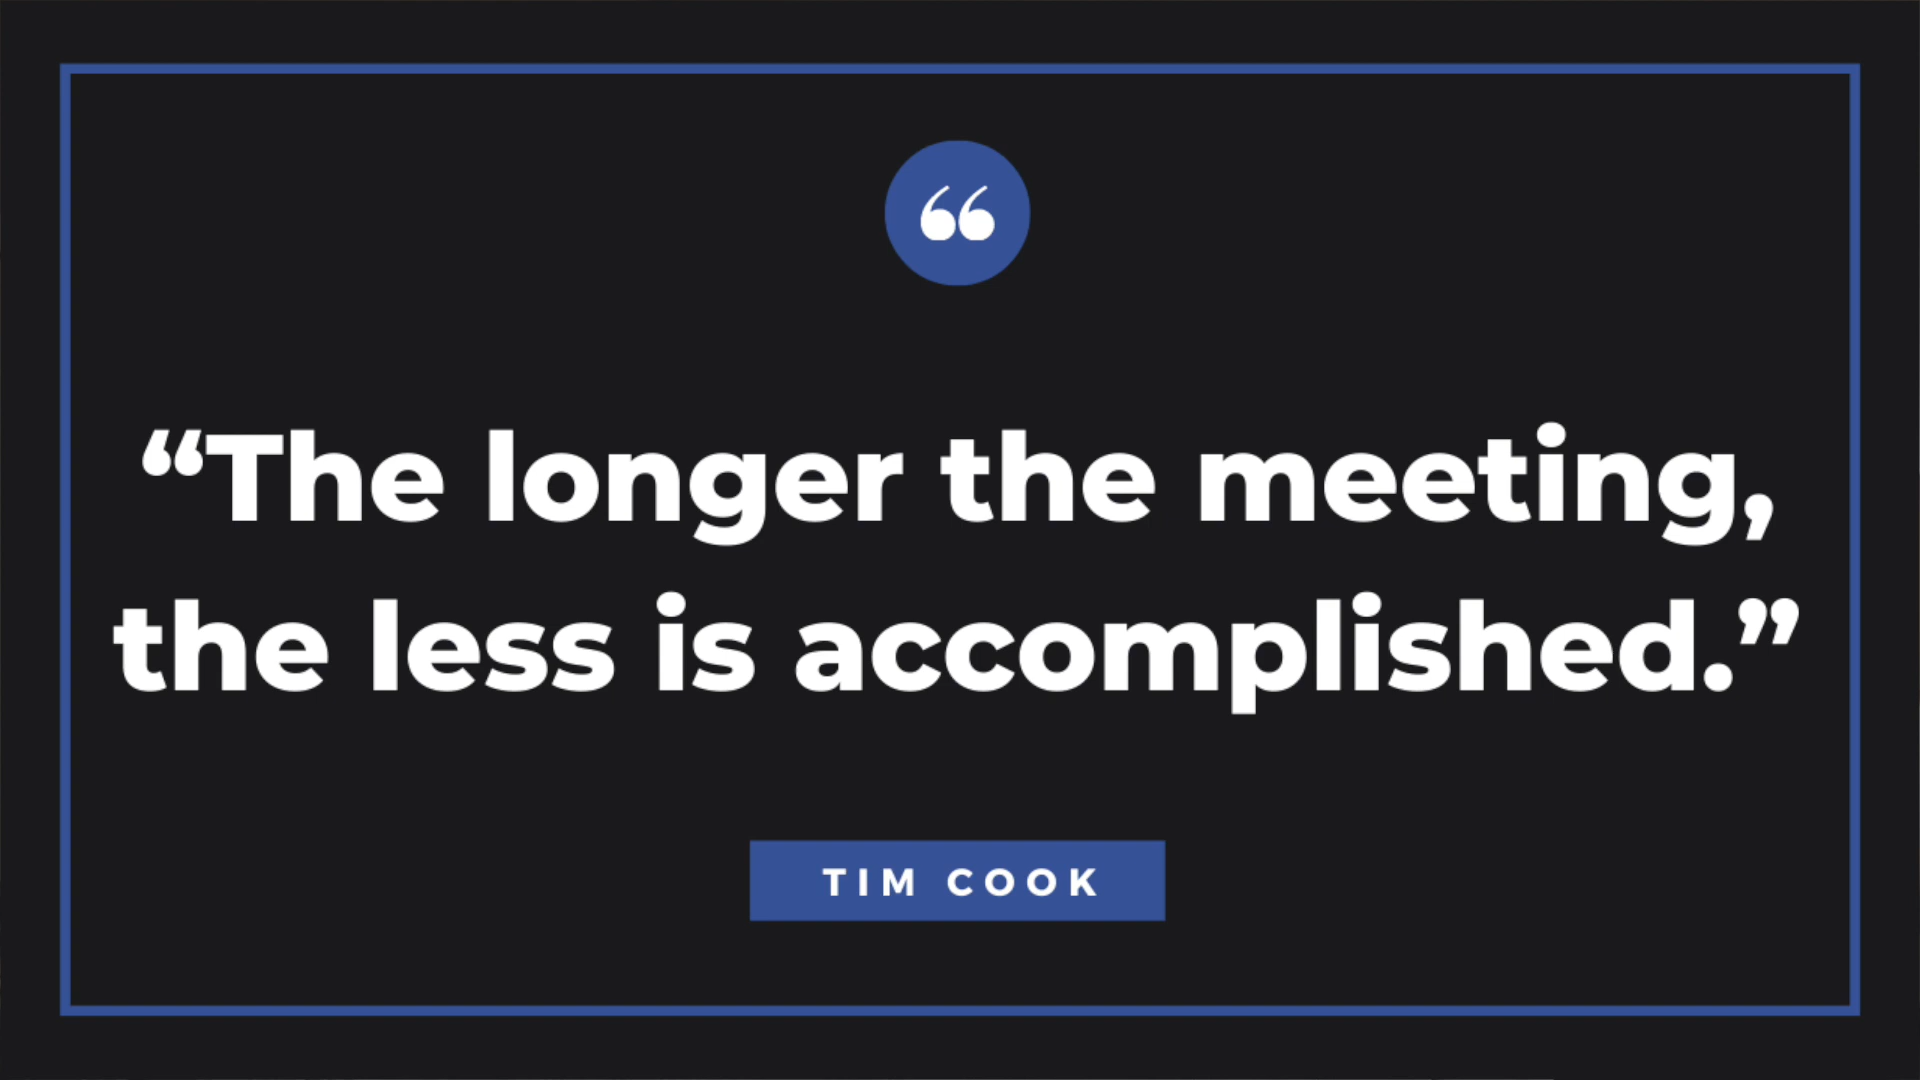 “The longer the meeting,
the less is accomplished.”
TIM COOK